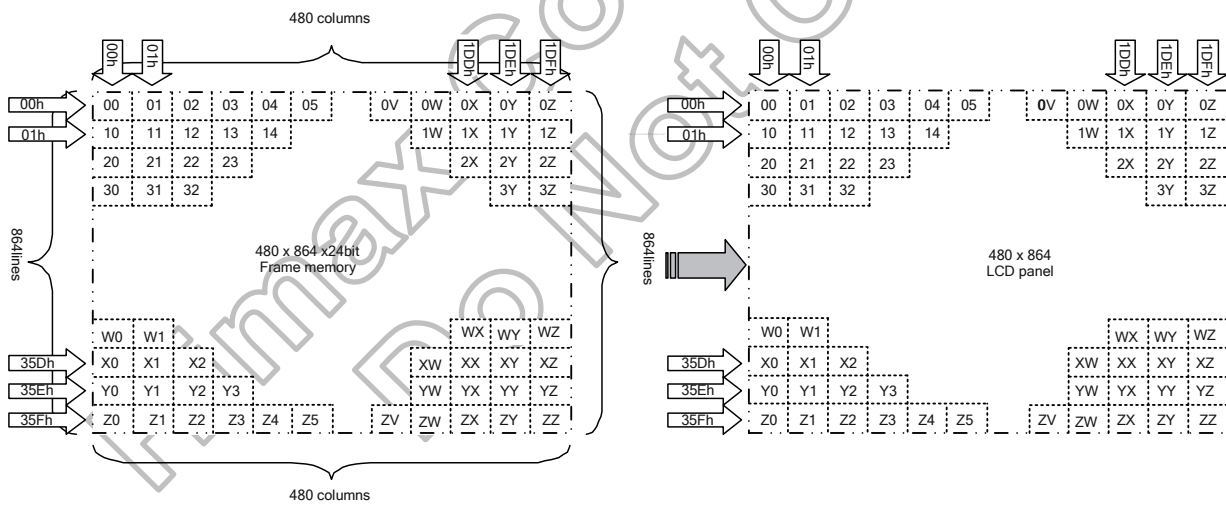 480 columns
00h 01h 1DDh 1DEh 1DFh 00h 01h 1DDh 1DEh 1DFh
00h 00 01 02 03 04 05 0V 0W 0X 0Y 0Z 00h 00 01 02 03 04 05 0V 0W 0X 0Y 0Z
01h 10 11 12 13 14 1W 1X 1Y 1Z 01h 10 11 12 13 14 1W 1X 1Y 1Z
20 21 22 23 2X 2Y 2Z 20 21 22 23 2X 2Y 2Z
30 31 32 3Y 3Z 30 31 32 3Y 3Z
864lines 480 x 864 x24bit 864lines 480 x 864
Frame memory LCD panel
W0 W1 WX WY WZ W0 W1 WX WY WZ
35Dh X0 X1 X2 XW XX XY XZ 35Dh X0 X1 X2 XW XX XY XZ
35Eh Y0 Y1 Y2 Y3 YW YX YY YZ 35Eh Y0 Y1 Y2 Y3 YW YX YY YZ
35Fh Z0 Z1 Z2 Z3 Z4 Z5 ZV ZW ZX ZY ZZ 35Fh Z0 Z1 Z2 Z3 Z4 Z5 ZV ZW ZX ZY ZZ
480 columns
Himax Co
Do Not